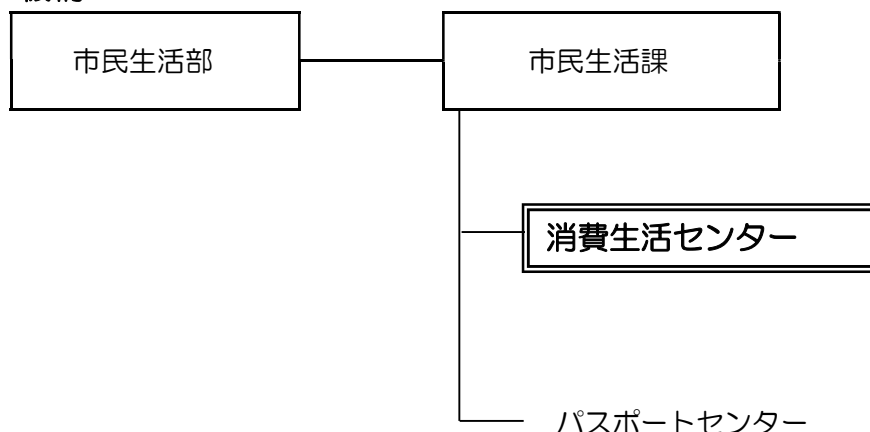 市民生活部
市民生活課
消費生活センター
パスポートセンター